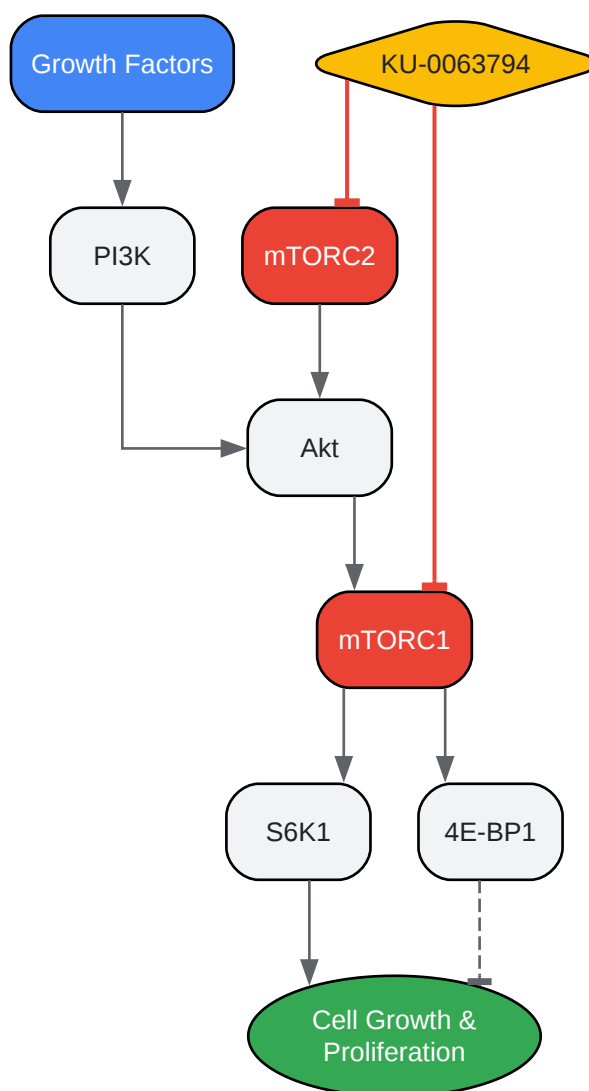 Growth Factors
KU-0063794
PI3K
mTORC2
Akt
mTORC1
S6K1
4E-BP1
Cell Growth &
Proliferation